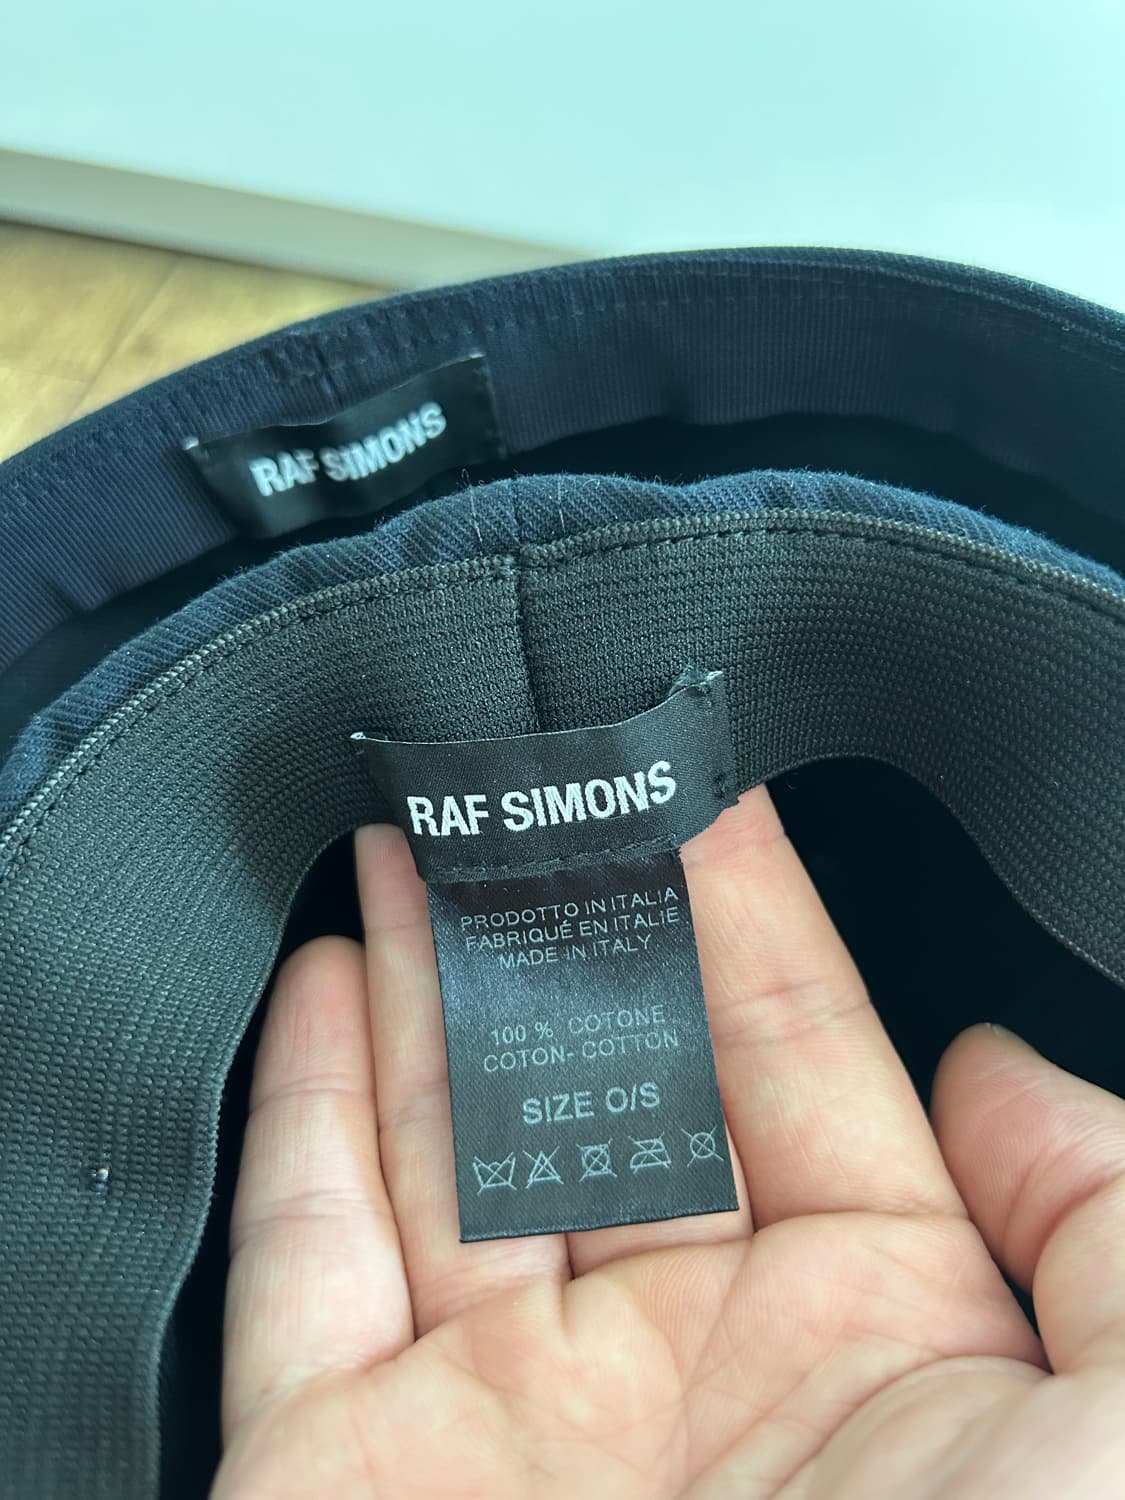 RAF SIMONS
RAF SIMONS
PRODOTTO IN ITALIA
FABRIQUÉ EN ITALIE
MADE IN ITALY
100 % COTONE
COTON- COTTON
SIZE O/S